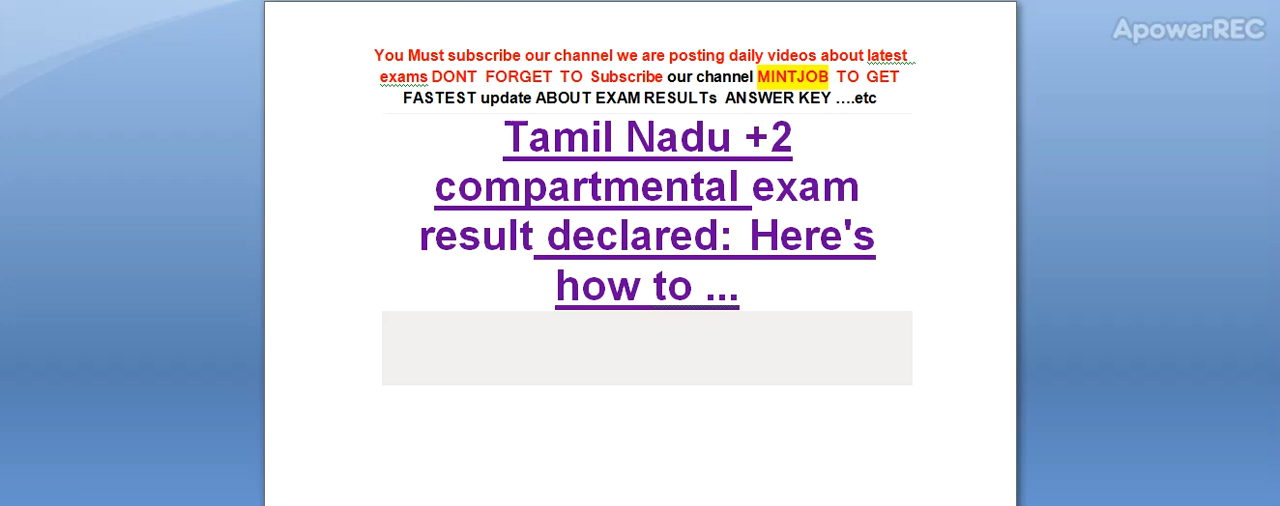 ApowerREC
You Must subscribe our channel we are posting daily videos about latest
exams DONT FORGET TO Subscribe our channel MINTJOB TO GET
FASTEST update ABOUT EXAM RESULTs ANSWER KEY ....etc
Tamil Nadu +2
compartmental exam
result declared: Here's
how to ...